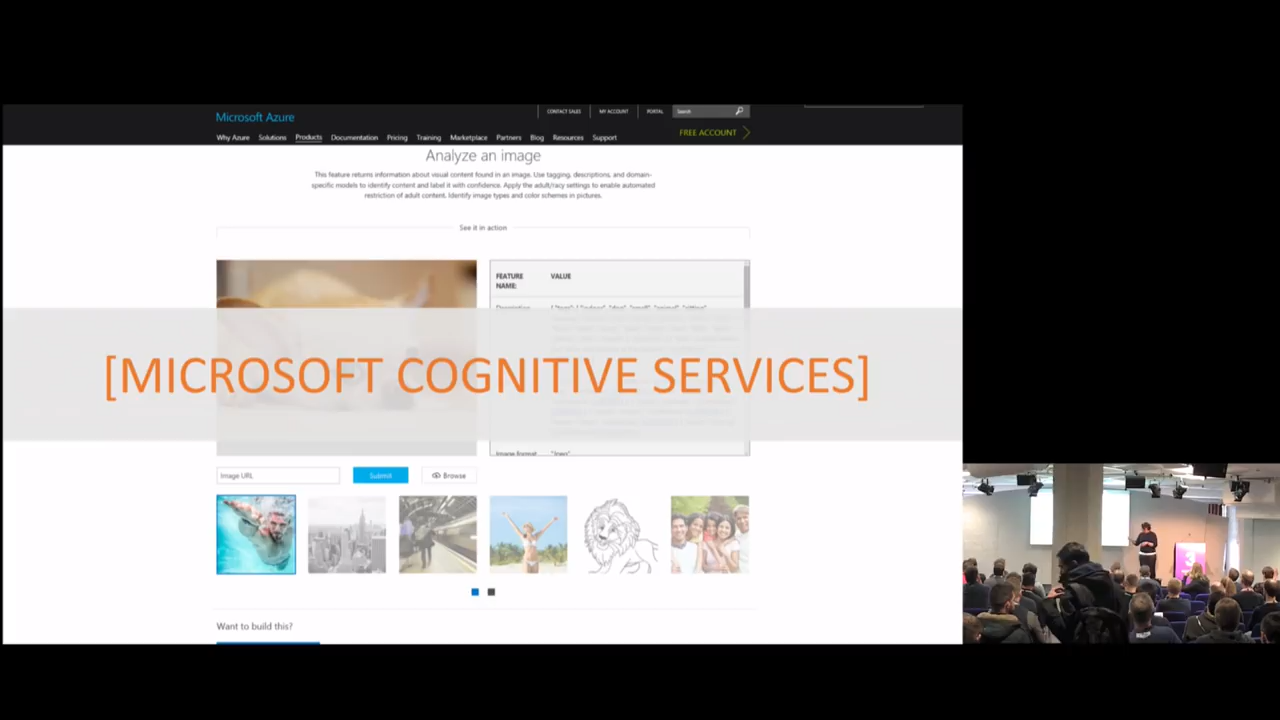 CONTACT SALES
MY ACCOUNT
PORTAL
Search
Microsoft Azure
FREE ACCOUNT
Why Azure Solutions Products Documentation Pricing Training Marketplace Partners Blog Resources Support
Analyze an image
This feature returns information about visual content found in an image. Use tagging, descriptions, and domain-
specific models to identify content and label it with confidence. Apply the adult/racy settings to enable automated
restriction of adult content. Identify image types and color schemes in pictures.
See it in action
FEATURE
NAME:
VALUE
[MICROSOFT COGNITIVE SERVICES]
Image Format
"Jpeg"
Image URL
Submit
Browse
Want to build this?